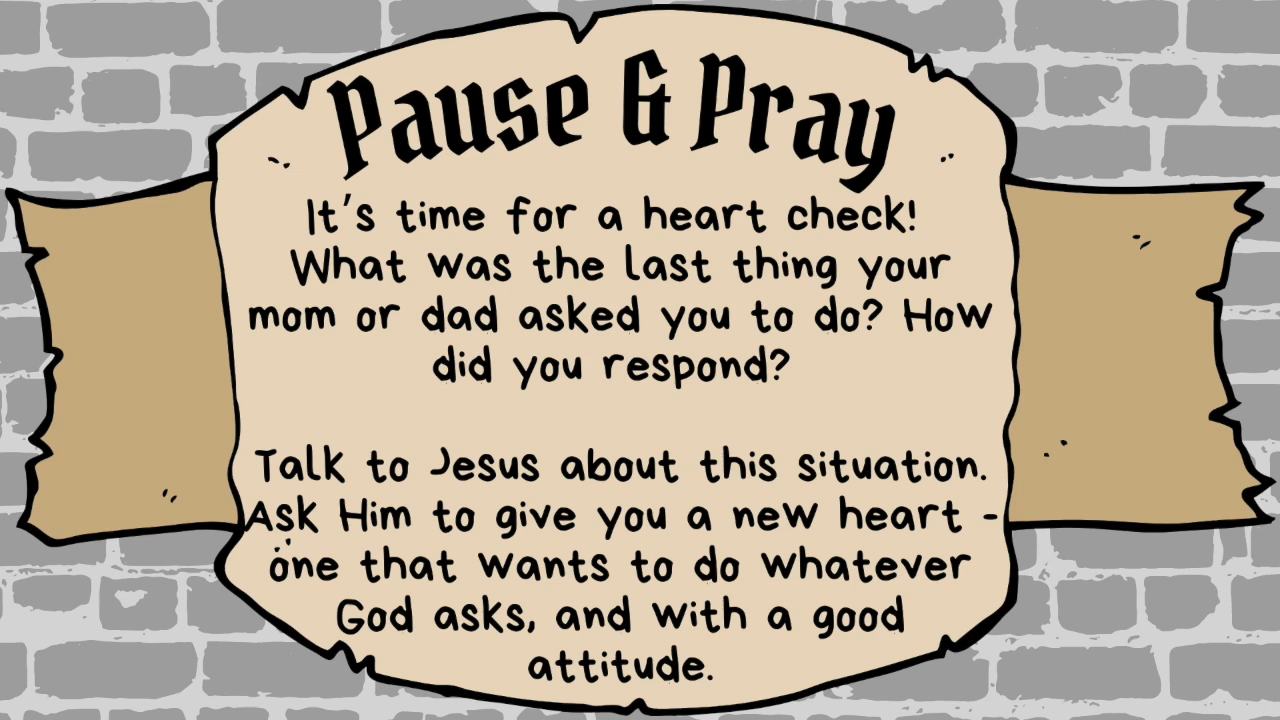 Pause & Pray
It's time for a heart check!
What was the last thing your
mom or dad asked you to do? How
did you respond?
Talk to Jesus about this situation.
Ask Him to give you a new heart -
one that wants to do whatever
God asks, and with a good
attitude.